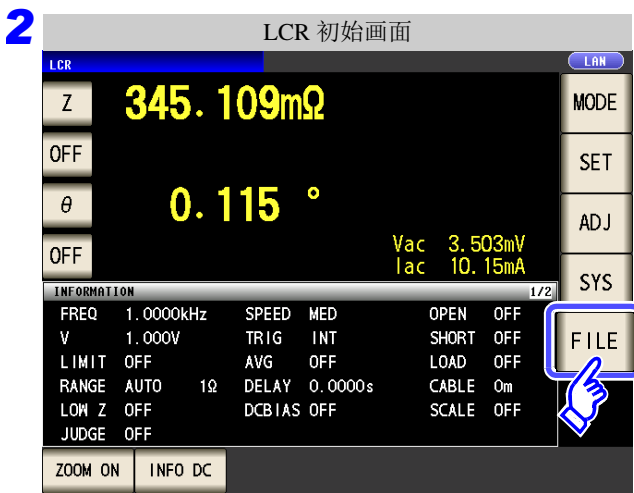 2
LCR 初始画面
LCR
LAN
Z 345.109mΩ
MODE
OFF
SET
θ 0.115 °
ADJ
OFF
Vac 3.503mV
Iac 10.15mA
SYS
INFORMATION 1/2
FREQ 1.0000kHz SPEED MED OPEN OFF
FILE
V 1.000V TRIG INT SHORT OFF
LIMIT OFF AVG OFF LOAD OFF
RANGE AUTO 1Ω DELAY 0.0000s CABLE 0m
LOW Z OFF DCBIAS OFF SCALE OFF
JUDGE OFF
ZOOM ON INFO DC